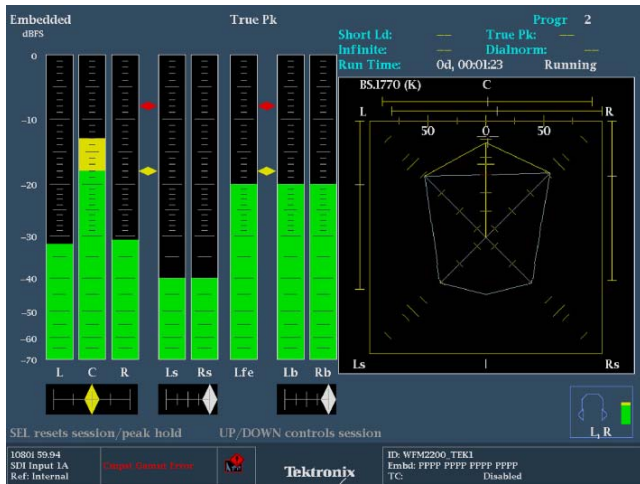 Embedded True Pk Progr 2
dBFS
Short Ld: --- True Pk: ---
Infinite: --- Dialnorm: ---
Run Time: 0d, 00:01:23 Running
BS.1770 (K) C
L R
50 0 50
0
-10
-20
-30
-40
-50
-60
-70
L C R Ls Rs Lfe Lb Rb
Ls Rs
L, R
SEL resets session/peak hold UP/DOWN controls session
1080i 59.94
SDI Input 1A
Ref: Internal
Tektronix
ID: WFM2200_TEK1
Embd: PPPP PPPP PPPP PPPP
TC: Disabled